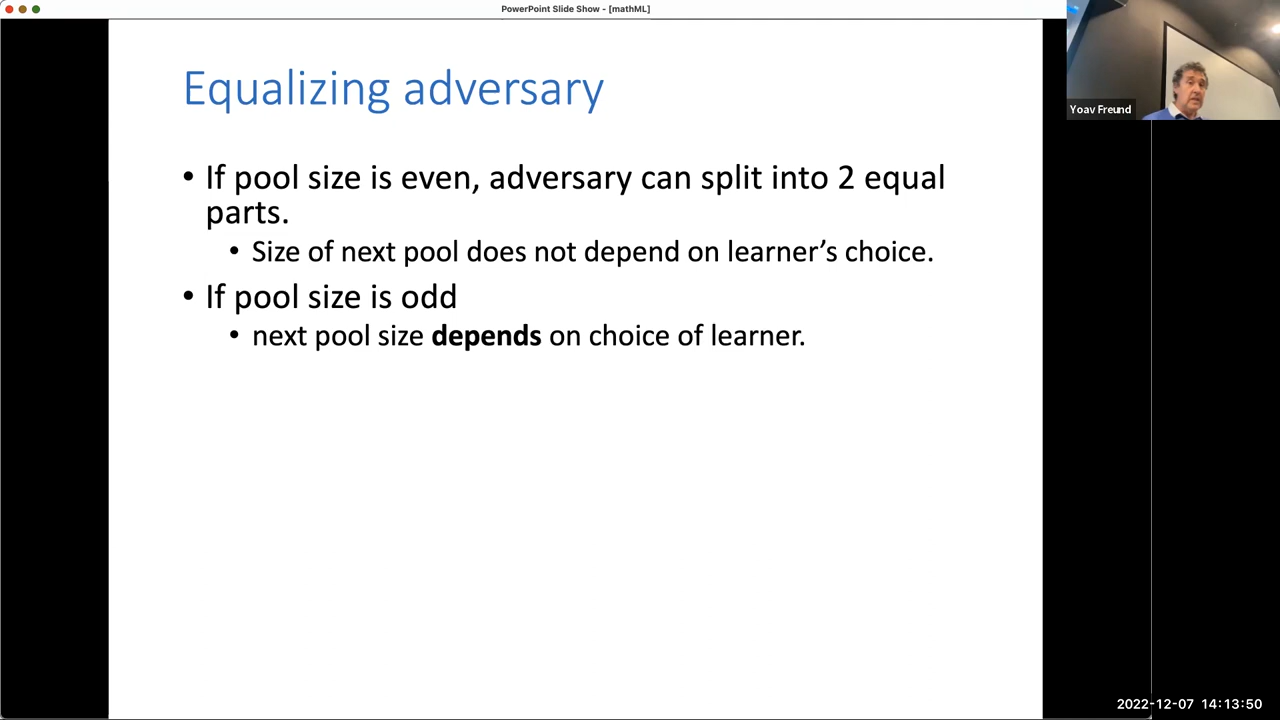 PowerPoint Slide Show - [mathML]
Equalizing adversary
• If pool size is even, adversary can split into 2 equal
parts.
• Size of next pool does not depend on learner’s choice.
• If pool size is odd
• next pool size depends on choice of learner.
Yoav Freund
2022-12-07 14:13:50